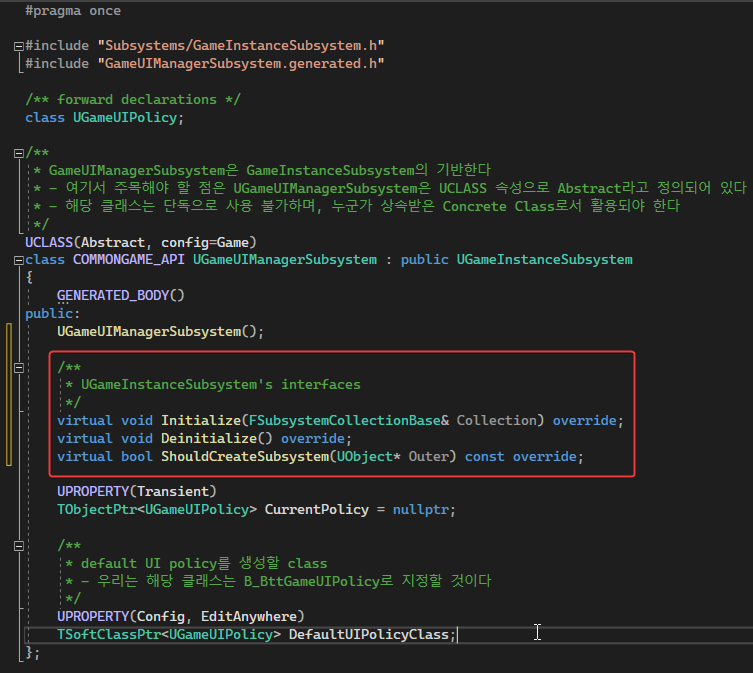 #pragma once
#include "Subsystems/GameInstanceSubsystem.h"
#include "GameUIManagerSubsystem.generated.h"
/** forward declarations */
class UGameUIPolicy;
/**
* GameUIManagerSubsystem은 GameInstanceSubsystem의 기반한다
* - 여기서 주목해야 할 점은 UGameUIManagerSubsystem은 UCLASS 속성으로 Abstract라고 정의되어 있다
* - 해당 클래스는 단독으로 사용 불가하며, 누군가 상속받은 Concrete Class로서 활용되야 한다
*/
UCLASS(Abstract, config=Game)
class COMMONGAME_API UGameUIManagerSubsystem : public UGameInstanceSubsystem
{
GENERATED_BODY()
public:
UGameUIManagerSubsystem();
/**
* UGameInstanceSubsystem's interfaces
*/
virtual void Initialize(FSubsystemCollectionBase& Collection) override;
virtual void Deinitialize() override;
virtual bool ShouldCreateSubsystem(UObject* Outer) const override;
UPROPERTY(Transient)
TObjectPtr<UGameUIPolicy> CurrentPolicy = nullptr;
/**
* default UI policy를 생성할 class
* - 우리는 해당 클래스는 B_BttGameUIPolicy로 지정할 것이다
*/
UPROPERTY(Config, EditAnywhere)
TSoftClassPtr<UGameUIPolicy> DefaultUIPolicyClass;
};